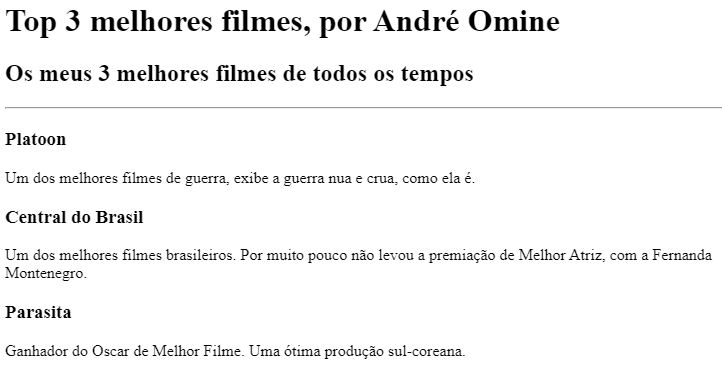 Top 3 melhores filmes, por André Omine
Os meus 3 melhores filmes de todos os tempos
Platoon
Um dos melhores filmes de guerra, exibe a guerra nua e crua, como ela é.
Central do Brasil
Um dos melhores filmes brasileiros. Por muito pouco não levou a premiação de Melhor Atriz, com a Fernanda
Montenegro.
Parasita
Ganhador do Oscar de Melhor Filme. Uma ótima produção sul-coreana.